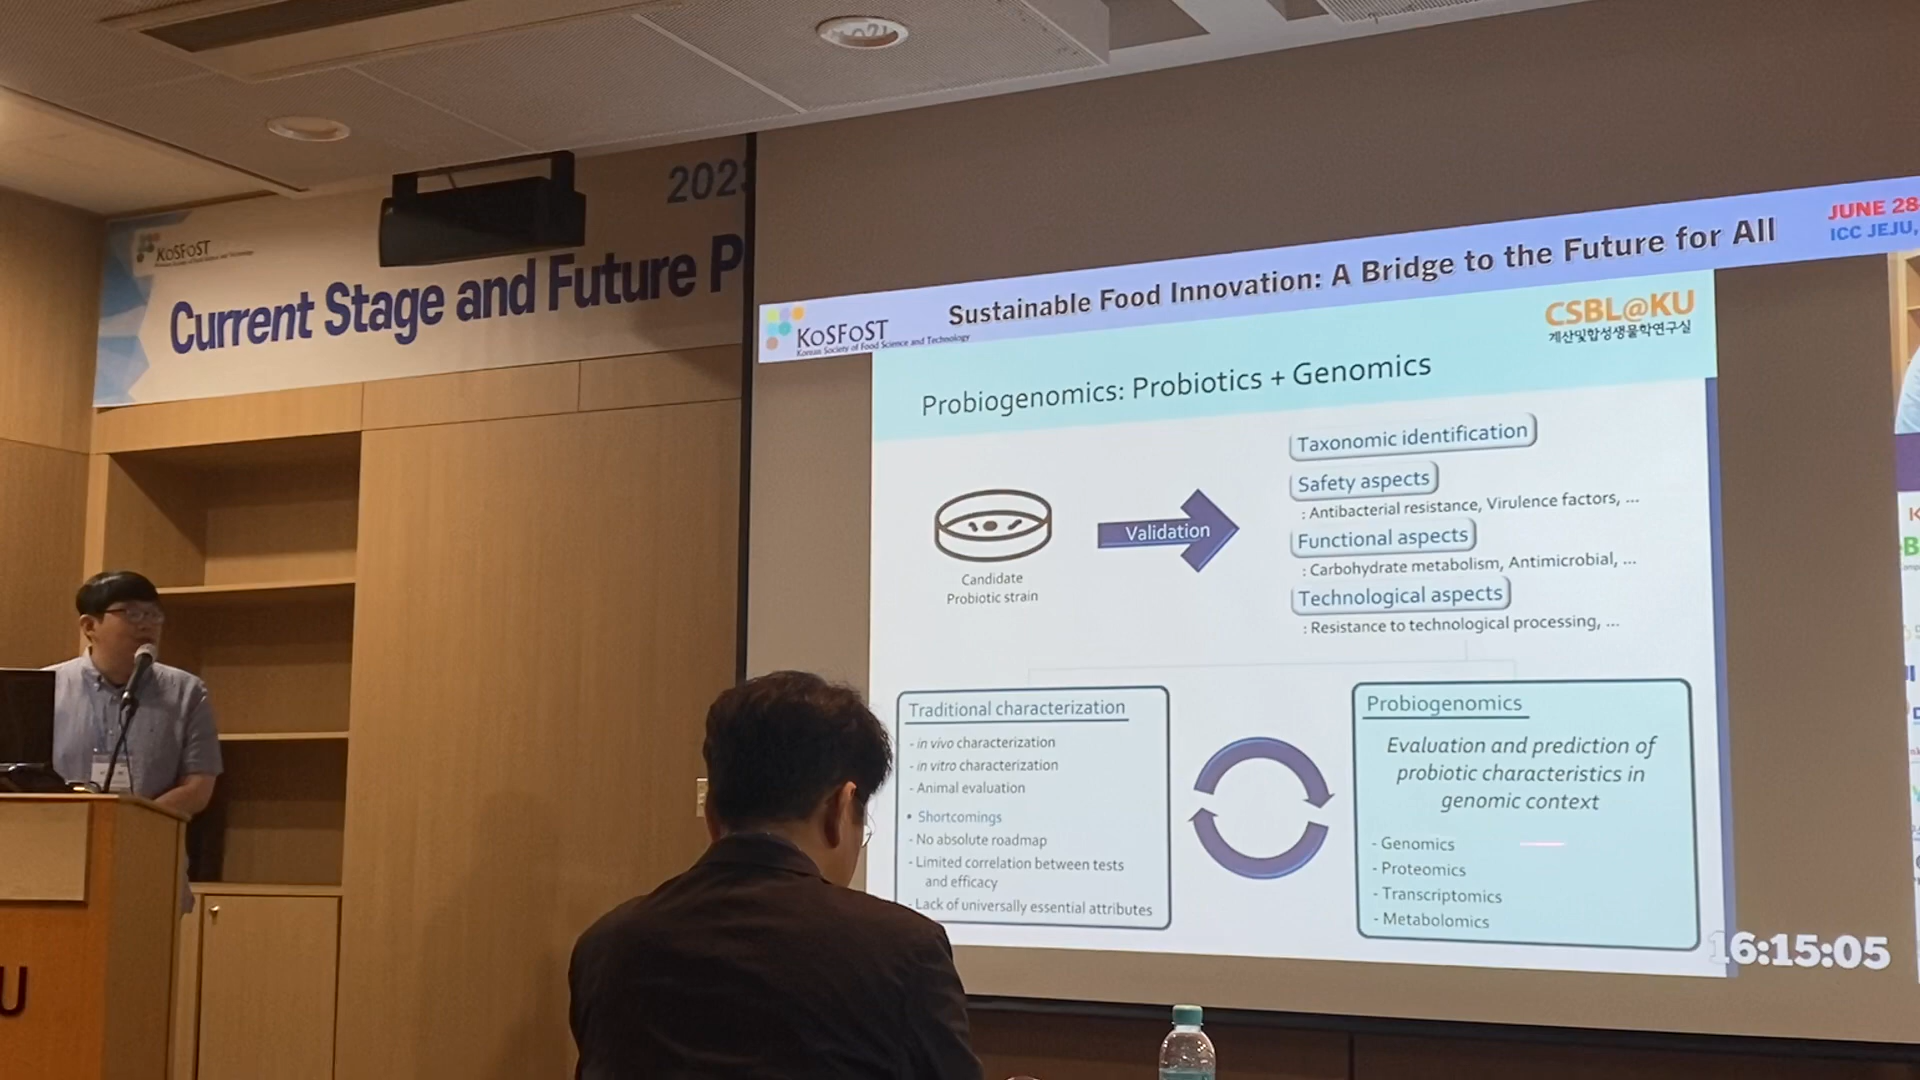 2023
KoSFoST
Current Stage and Future P
JUNE 28
ICC JEJU,
Sustainable Food Innovation: A Bridge to the Future for All
KoSFoST
Korean Society of Food Science and Technology
CSBL@KU
계산및합성생물학연구실
Probiogenomics: Probiotics + Genomics
Candidate
Probiotic strain
Validation
Taxonomic identification
Safety aspects
: Antibacterial resistance, Virulence factors, ...
Functional aspects
: Carbohydrate metabolism, Antimicrobial, ...
Technological aspects
: Resistance to technological processing, ...
Traditional characterization
- in vivo characterization
- in vitro characterization
- Animal evaluation
• Shortcomings
- No absolute roadmap
- Limited correlation between tests
and efficacy
- Lack of universally essential attributes
Probiogenomics
Evaluation and prediction of
probiotic characteristics in
genomic context
- Genomics
- Proteomics
- Transcriptomics
- Metabolomics
16:15:05
U